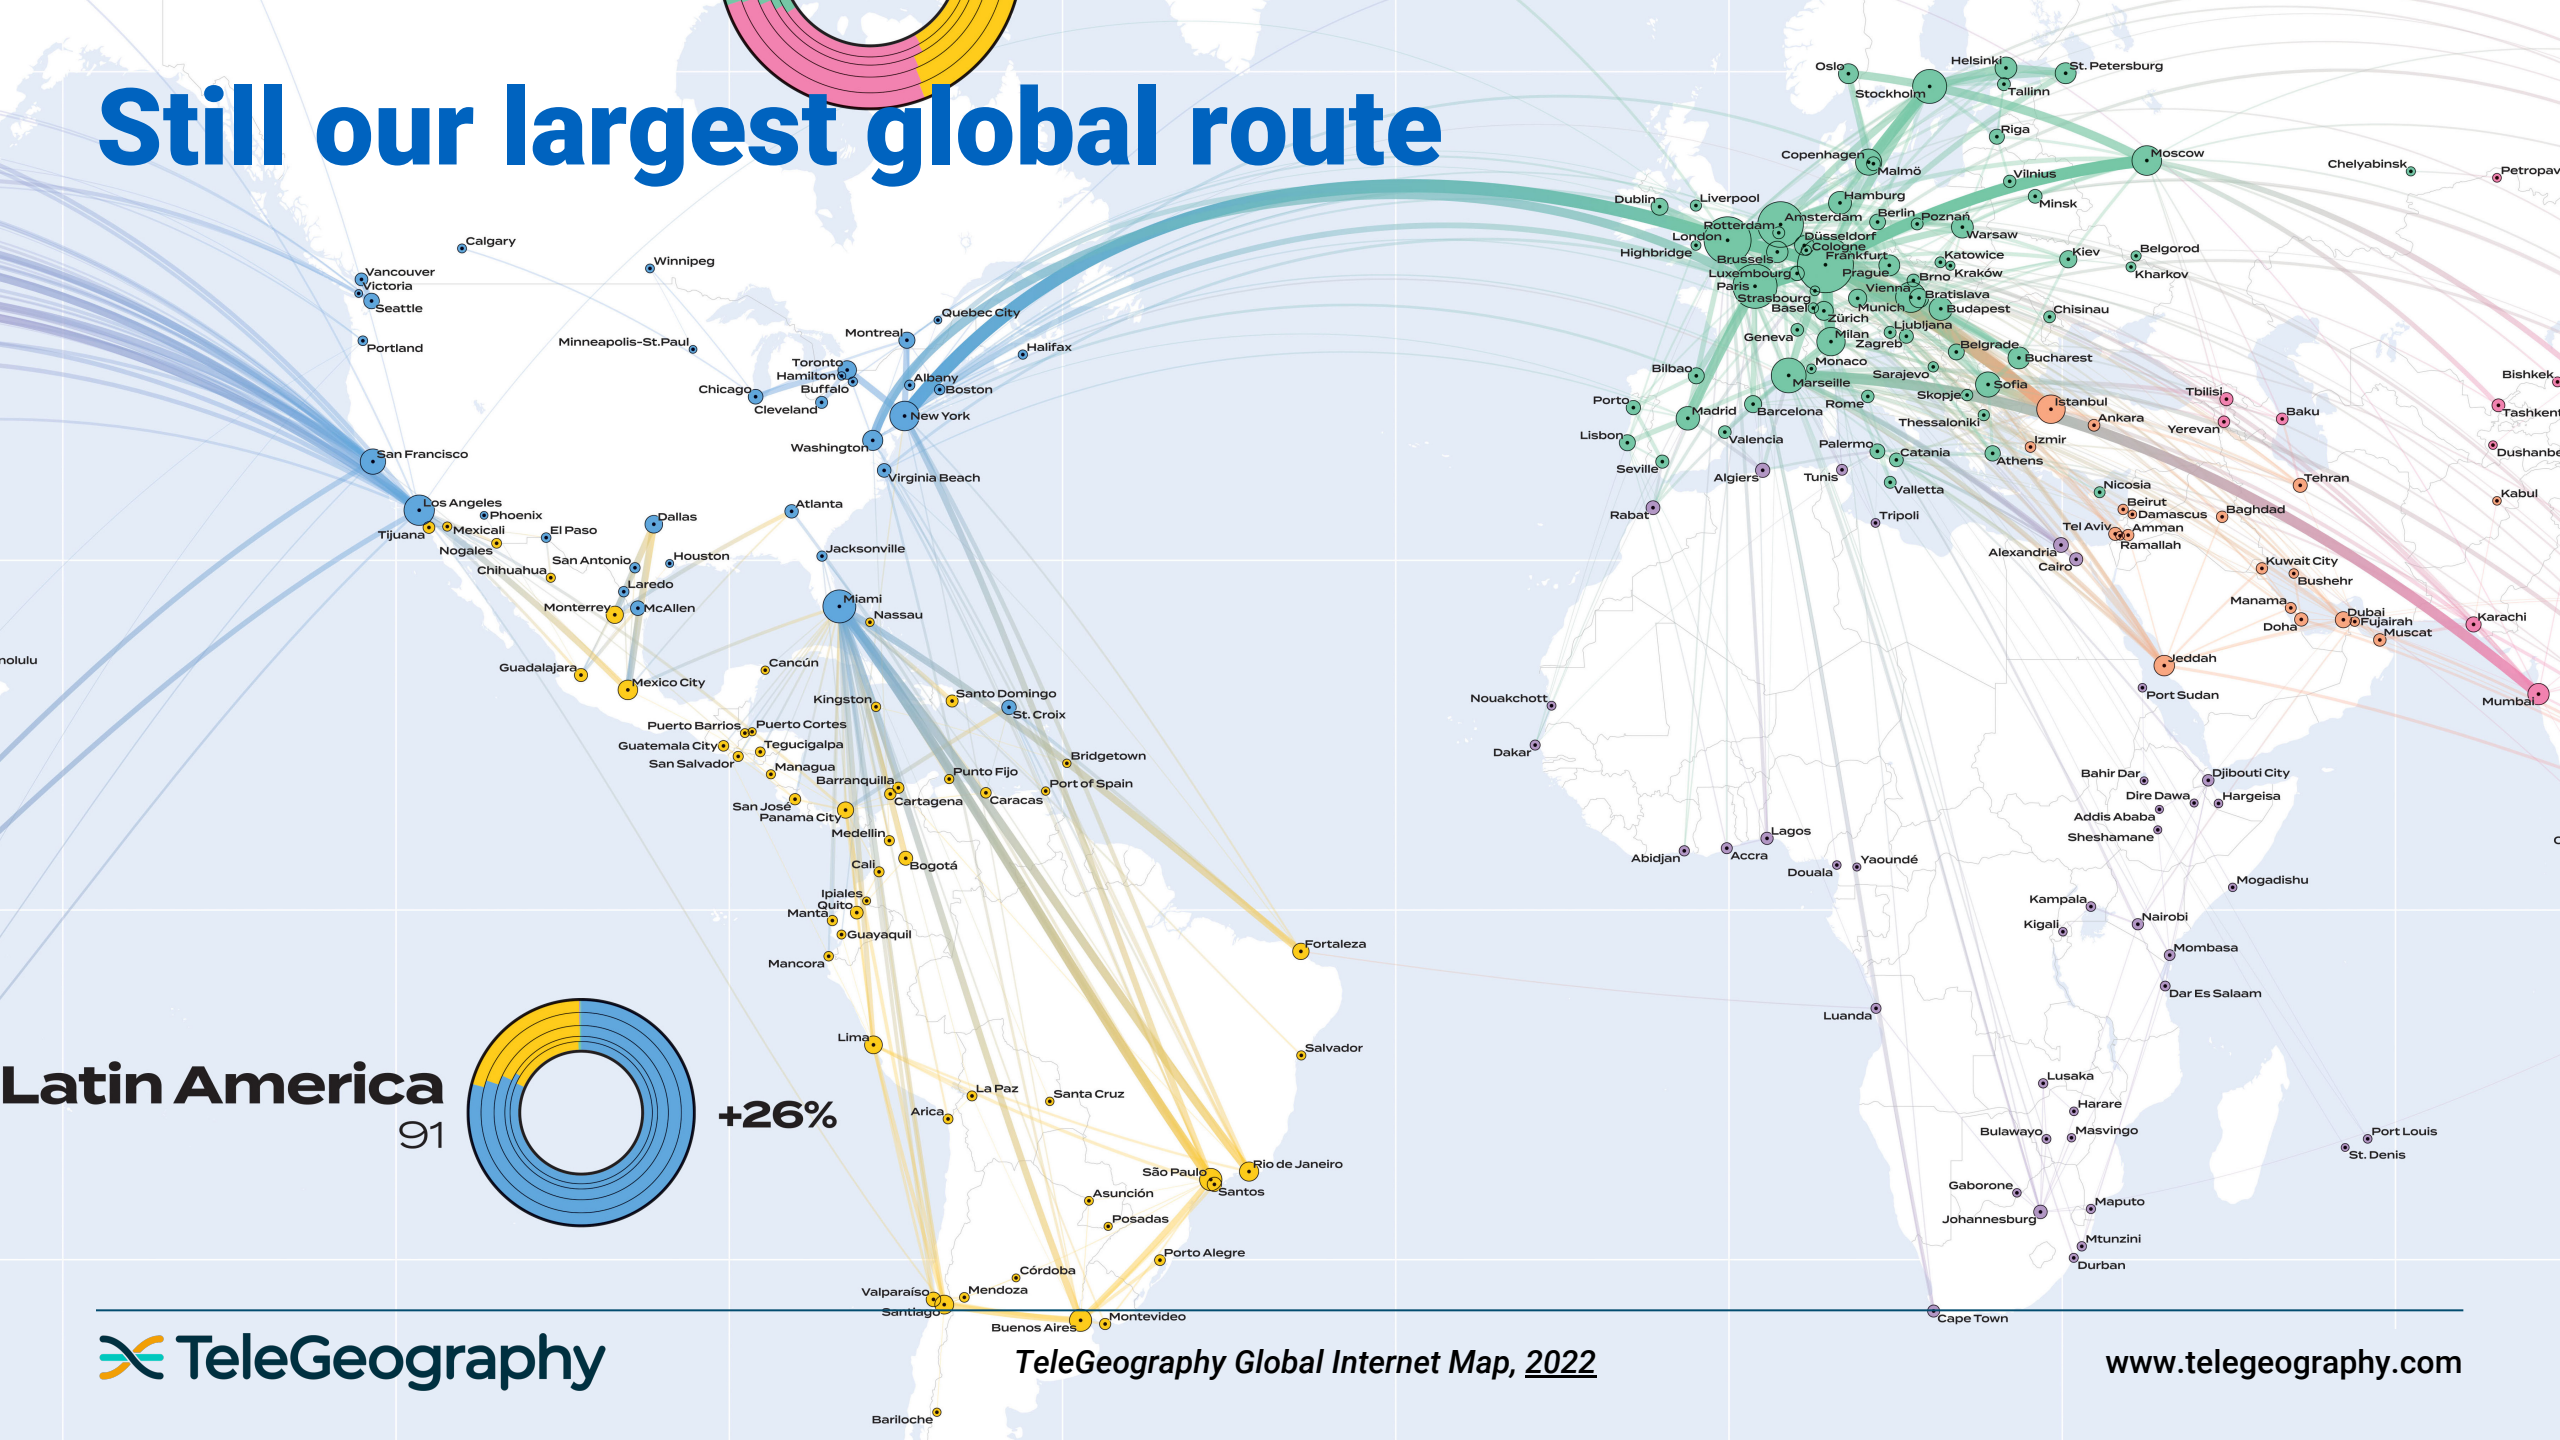 Still our largest global route
Oslo
Helsinki
St. Petersburg
Stockholm
Tallinn
Riga
Copenhagen
Malmö
Moscow
Chelyabinsk
Vilnius
Minsk
Dublin
Liverpool
Hamburg
Amsterdam
Berlin
Poznań
Rotterdam
London
Düsseldorf
Warsaw
Highbridge
Cologne
Brussels
Frankfurt
Katowice
Kiev
Belgorod
Luxembourg
Prague
Brno
Kraków
Kharkov
Paris
Strasbourg
Vienna
Bratislava
Basel
Munich
Budapest
Chisinau
Zürich
Geneva
Milan
Ljubljana
Zagreb
Belgrade
Bucharest
Monaco
Bilbao
Marseille
Sarajevo
Sofia
Porto
Madrid
Barcelona
Rome
Skopje
Istanbul
Tbilisi
Bishkek
Thessaloniki
Ankara
Baku
Yerevan
Lisbon
Valencia
Palermo
Catania
Izmir
Athens
Seville
Algiers
Tunis
Valletta
Nicosia
Tehran
Kabul
Rabat
Tripoli
Beirut
Damascus
Baghdad
Tel Aviv
Amman
Ramallah
Alexandria
Cairo
Kuwait City
Bushehr
Manama
Doha
Dubai
Fujairah
Muscat
Karachi
Jeddah
Port Sudan
Mumbai
Calgary
Winnipeg
Vancouver
Victoria
Seattle
Portland
Quebec City
Montreal
Halifax
Minneapolis-St.Paul
Toronto
Hamilton
Buffalo
Albany
Boston
Chicago
Cleveland
New York
Washington
Virginia Beach
San Francisco
Los Angeles
Phoenix
Tijuana
Mexicali
Nogales
El Paso
Dallas
Atlanta
San Antonio
Houston
Jacksonville
Chihuahua
Laredo
Monterrey
McAllen
Miami
Nassau
Guadalajara
Mexico City
Cancún
Kingston
Santo Domingo
St. Croix
Puerto Barrios
Puerto Cortes
Guatemala City
Tegucigalpa
San Salvador
Managua
Bridgetown
Punto Fijo
Port of Spain
Barranquilla
Cartagena
Caracas
San José
Panama City
Medellin
Cali
Bogotá
Ipiales
Quito
Manta
Guayaquil
Mancora
Fortaleza
Lima
Salvador
La Paz
Santa Cruz
Arica
São Paulo
Rio de Janeiro
Santos
Asunción
Posadas
Porto Alegre
Córdoba
Valparaíso
Mendoza
Santiago
Buenos Aires
Montevideo
Bariloche
Nouakchott
Dakar
Abidjan
Accra
Lagos
Douala
Yaoundé
Luanda
Bahir Dar
Djibouti City
Dire Dawa
Hargeisa
Addis Ababa
Sheshamane
Mogadishu
Kampala
Nairobi
Kigali
Mombasa
Dar Es Salaam
Lusaka
Harare
Bulawayo
Masvingo
Port Louis
St. Denis
Gaborone
Maputo
Johannesburg
Mtunzini
Durban
Cape Town
Latin America
91
+26%
TeleGeography
TeleGeography Global Internet Map, 2022
www.telegeography.com